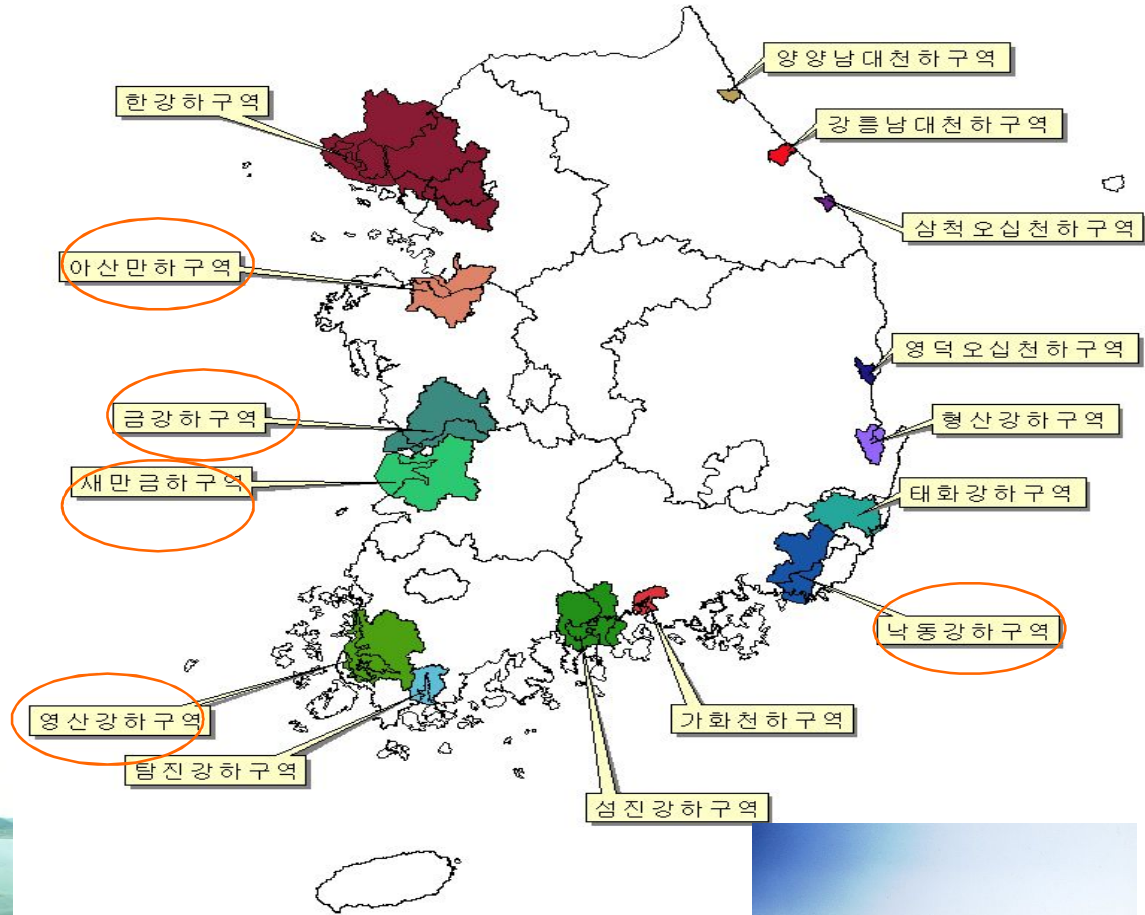 양양남대천하구역
한강하구역
강릉남대천하구역
삼척오십천하구역
아산만하구역
영덕오십천하구역
금강하구역
형산강하구역
새만금하구역
태화강하구역
낙동강하구역
영산강하구역
가화천하구역
탐진강하구역
섬진강하구역